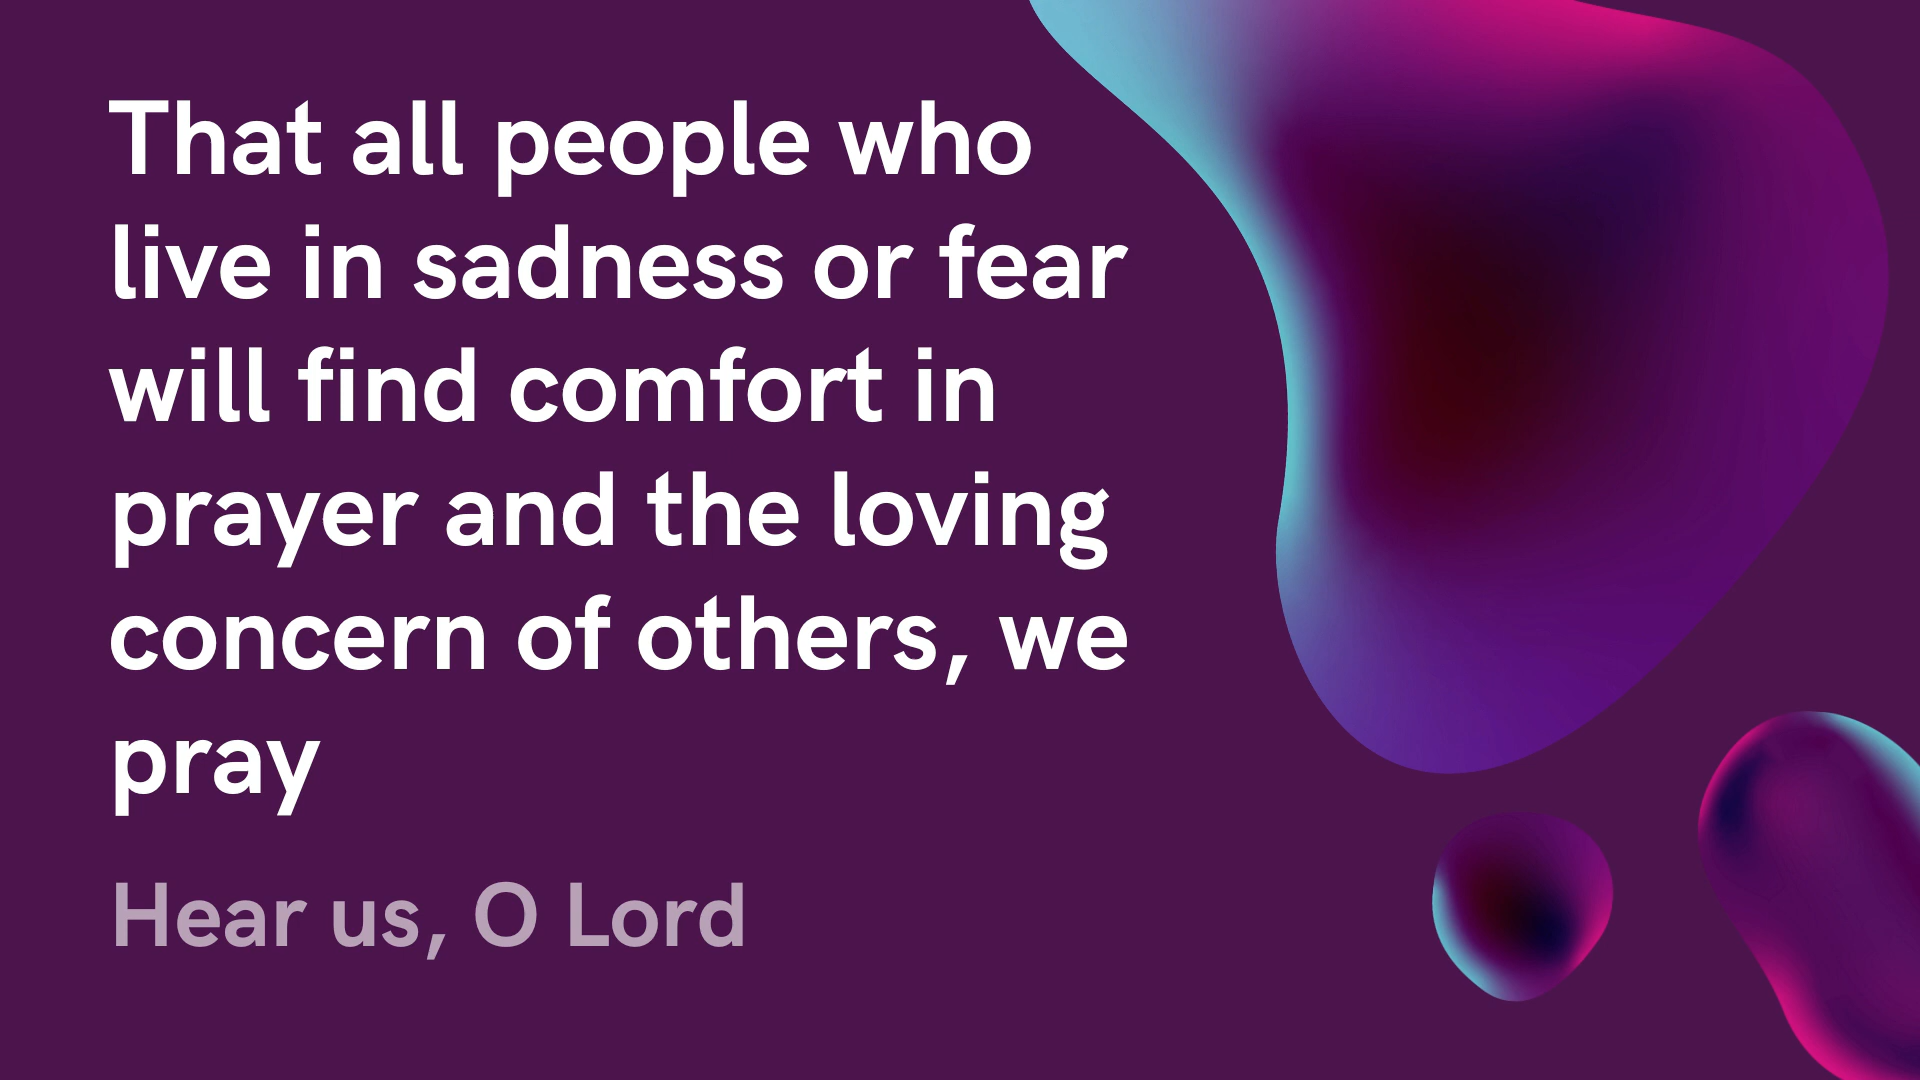 That all people who
live in sadness or fear
will find comfort in
prayer and the loving
concern of others, we
pray
Hear us, O Lord